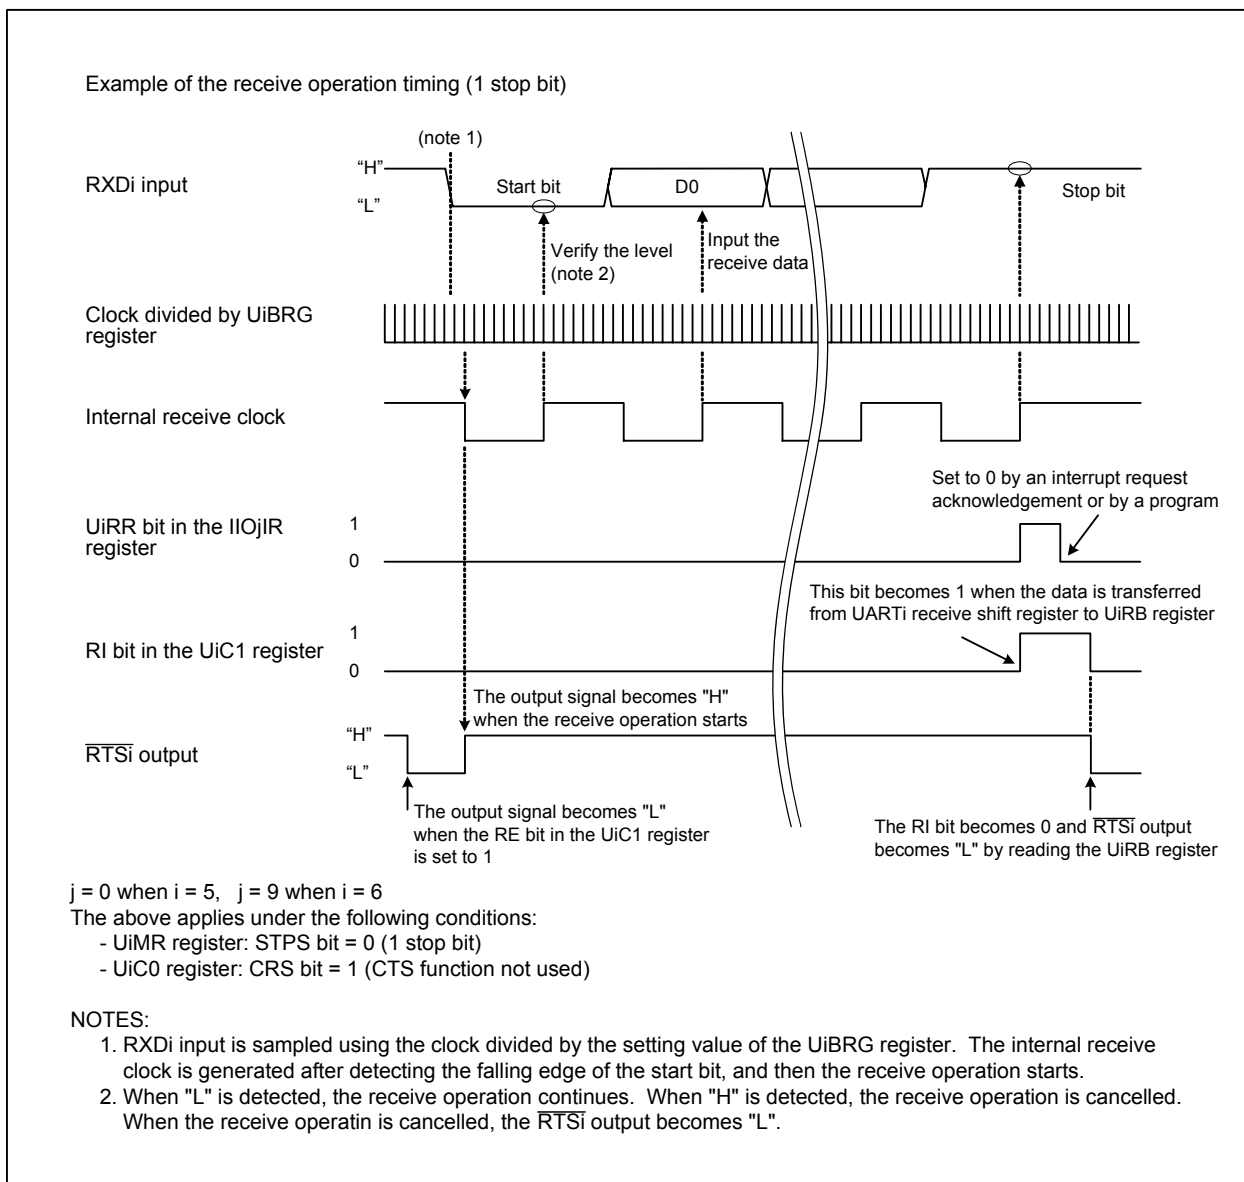 Example of the receive operation timing (1 stop bit)
(note 1)
RXDi input
“H”
“L”
Start bit
D0
Stop bit
Verify the level
(note 2)
Input the
receive data
Clock divided by UiBRG
register
Internal receive clock
Set to 0 by an interrupt request
acknowledgement or by a program
UiRR bit in the IIOjIR
register
1
0
This bit becomes 1 when the data is transferred
from UARTi receive shift register to UiRB register
RI bit in the UiC1 register
1
0
The output signal becomes "H"
when the receive operation starts
RTSi output
“H”
“L”
The output signal becomes "L"
when the RE bit in the UiC1 register
is set to 1
The RI bit becomes 0 and RTSi output
becomes "L" by reading the UiRB register
j = 0 when i = 5,   j = 9 when i = 6
The above applies under the following conditions:
- UiMR register: STPS bit = 0 (1 stop bit)
- UiC0 register: CRS bit = 1 (CTS function not used)
NOTES:
1. RXDi input is sampled using the clock divided by the setting value of the UiBRG register.  The internal receive
clock is generated after detecting the falling edge of the start bit, and then the receive operation starts.
2. When "L" is detected, the receive operation continues.  When "H" is detected, the receive operation is cancelled.
When the receive operatin is cancelled, the RTSi output becomes "L".